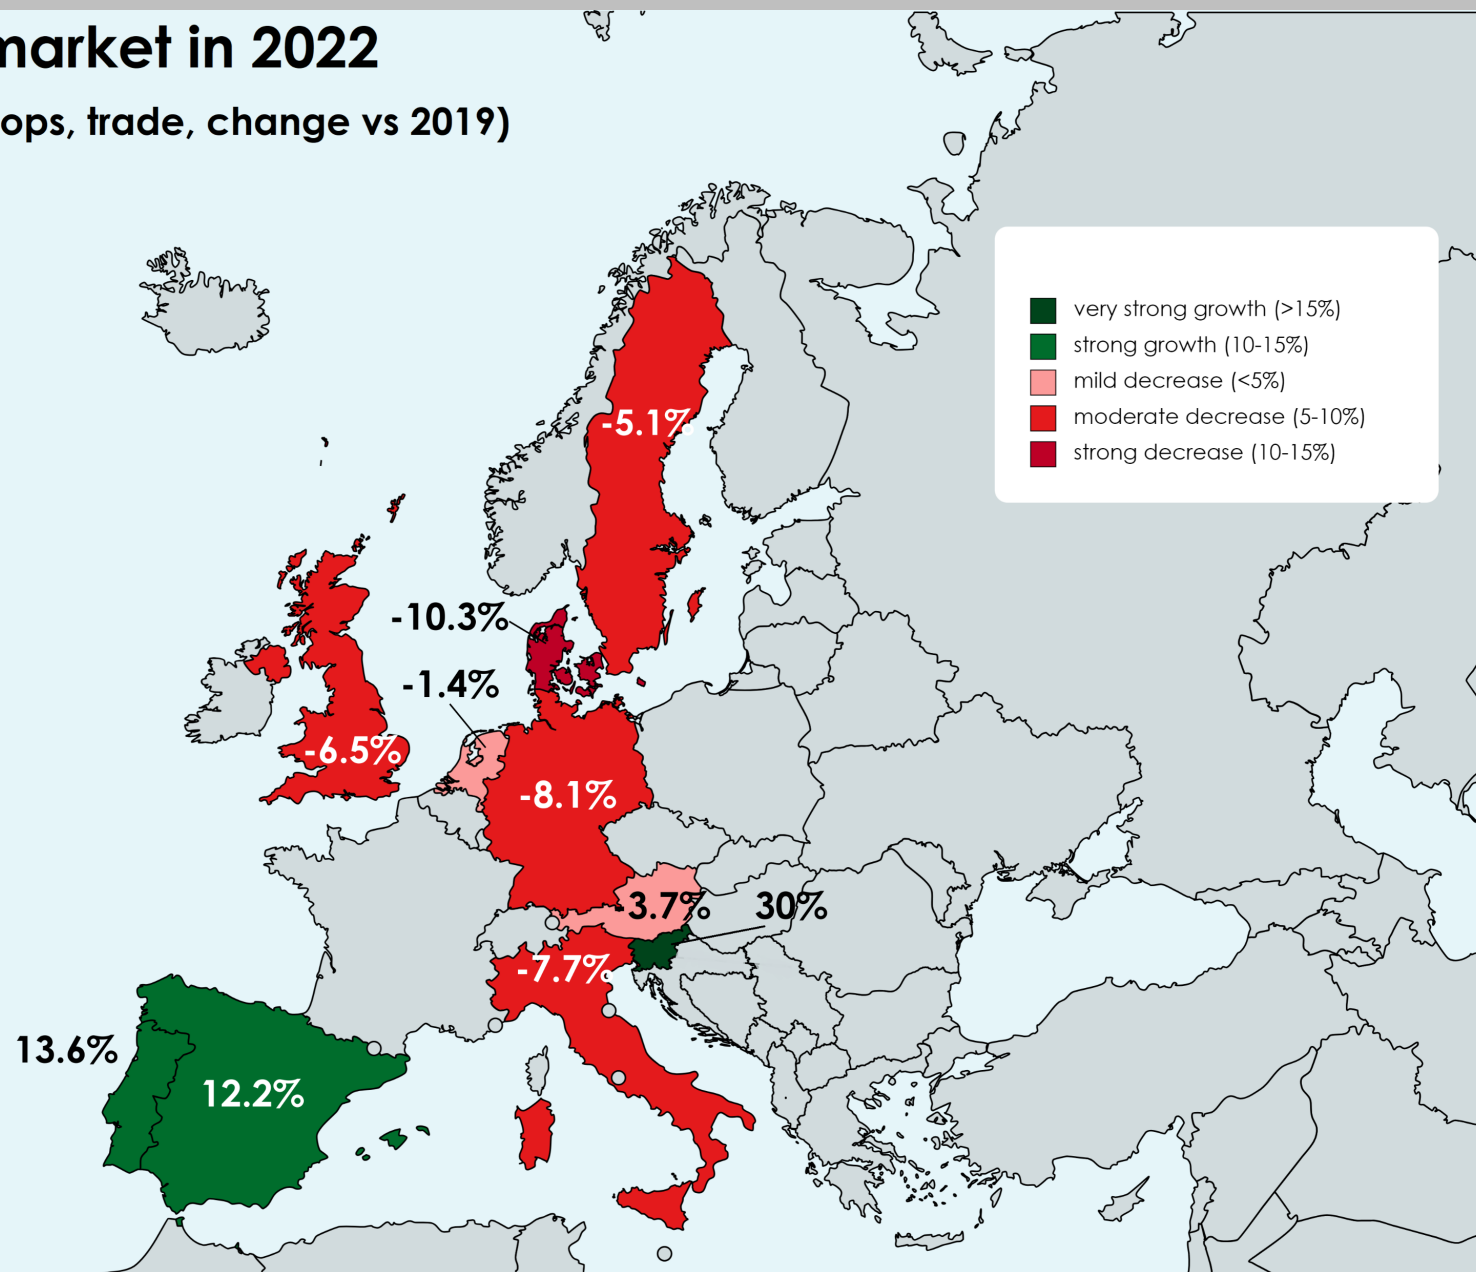 market in 2022
ops, trade, change vs 2019)
very strong growth (>15%)
strong growth (10-15%)
mild decrease (<5%)
moderate decrease (5-10%)
strong decrease (10-15%)
-5.1%
-10.3%
-1.4%
-6.5%
-8.1%
-3.7%
30%
-7.7%
13.6%
12.2%